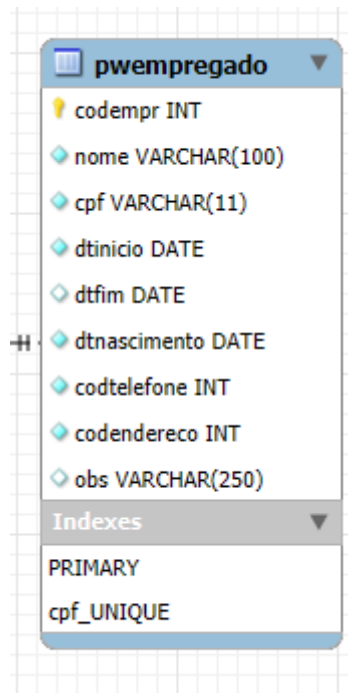 pwempregado
codempr INT
nome VARCHAR(100)
cpf VARCHAR(11)
dtinicio DATE
dtfim DATE
dtnascimento DATE
codtelefone INT
codendereco INT
obs VARCHAR(250)
Indexes
PRIMARY
cpf_UNIQUE